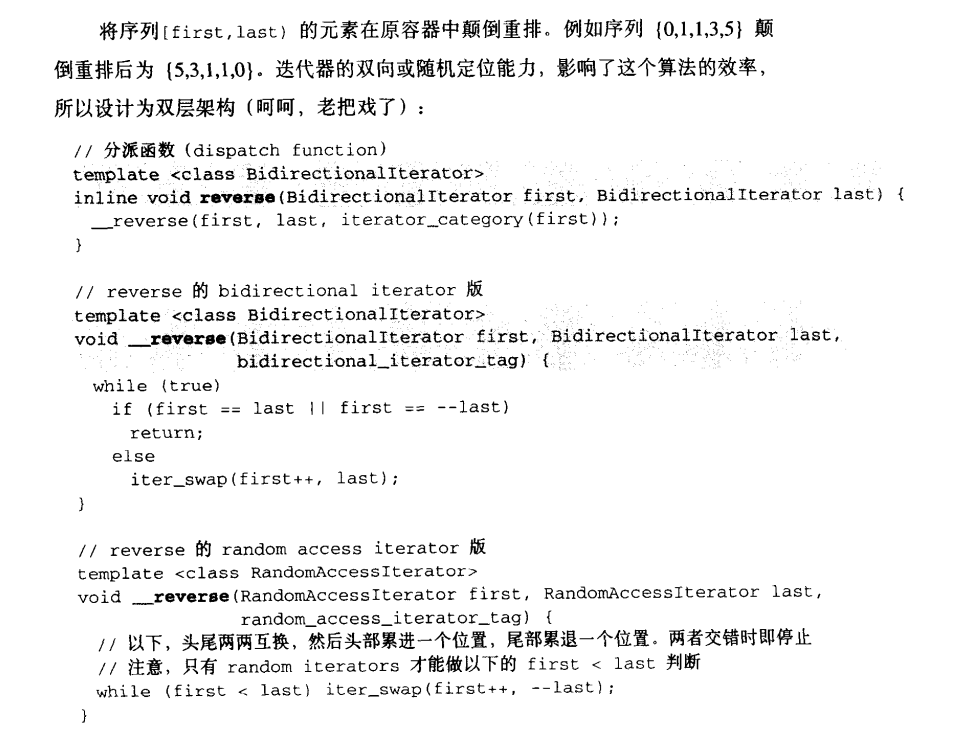 将序列[first,last) 的元素在原容器中颠倒重排。例如序列 {0,1,1,3,5} 颠
倒重排后为 {5,3,1,1,0}。迭代器的双向或随机定位能力，影响了这个算法的效率，
所以设计为双层架构（呵呵，老把戏了）：
// 分派函数（dispatch function）
template <class BidirectionalIterator>
inline void reverse(BidirectionalIterator first, BidirectionalIterator last) {
__reverse(first, last, iterator_category(first));
}
// reverse 的 bidirectional iterator 版
template <class BidirectionalIterator>
void __reverse(BidirectionalIterator first, BidirectionalIterator last,
bidirectional_iterator_tag) {
while (true)
if (first == last || first == --last)
return;
else
iter_swap(first++, last);
}
// reverse 的 random access iterator 版
template <class RandomAccessIterator>
void __reverse(RandomAccessIterator first, RandomAccessIterator last,
random_access_iterator_tag) {
// 以下，头尾两两互换，然后头部累进一个位置，尾部累退一个位置。两者交错时即停止
// 注意，只有 random iterators 才能做以下的 first < last 判断
while (first < last) iter_swap(first++, --last);
}